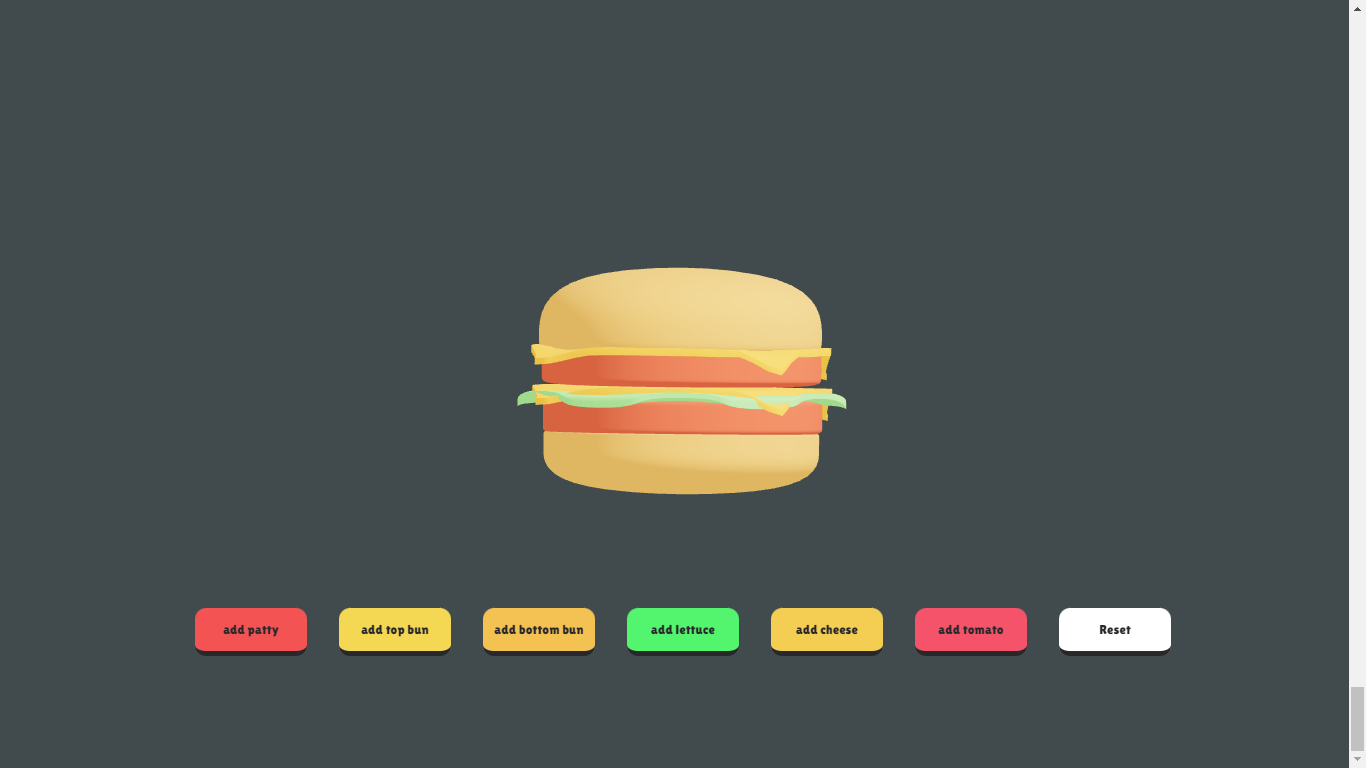 add patty
add top bun
add bottom bun
add lettuce
add cheese
add tomato
Reset